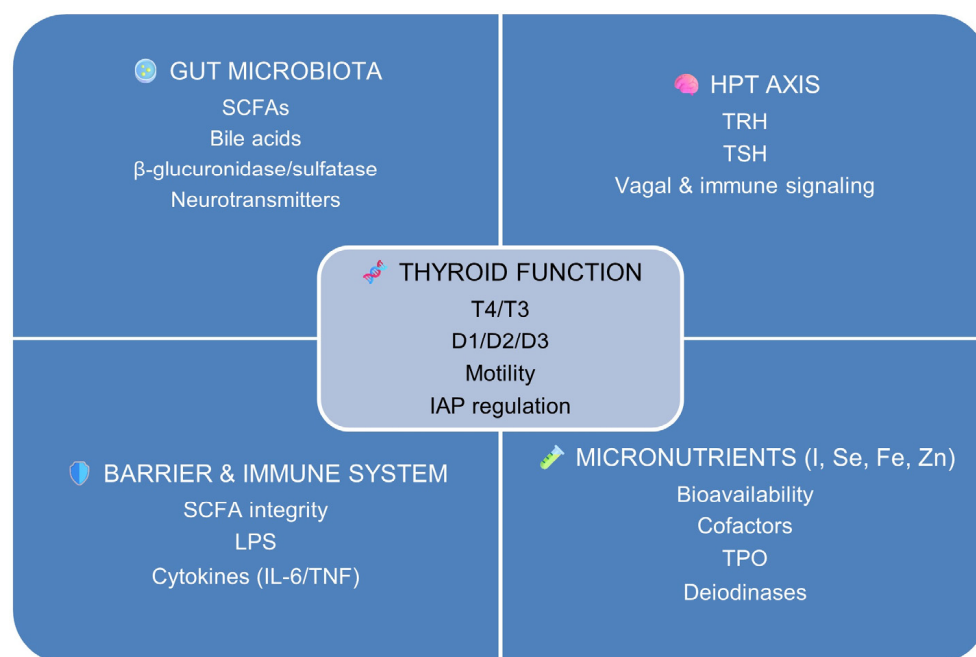 GUT MICROBIOTA
SCFAs
Bile acids
β-glucuronidase/sulfatase
Neurotransmitters
HPT AXIS
TRH
TSH
Vagal & immune signaling
THYROID FUNCTION
T4/T3
D1/D2/D3
Motility
IAP regulation
BARRIER & IMMUNE SYSTEM
SCFA integrity
LPS
Cytokines (IL-6/TNF)
MICRONUTRIENTS (I, Se, Fe, Zn)
Bioavailability
Cofactors
TPO
Deiodinases